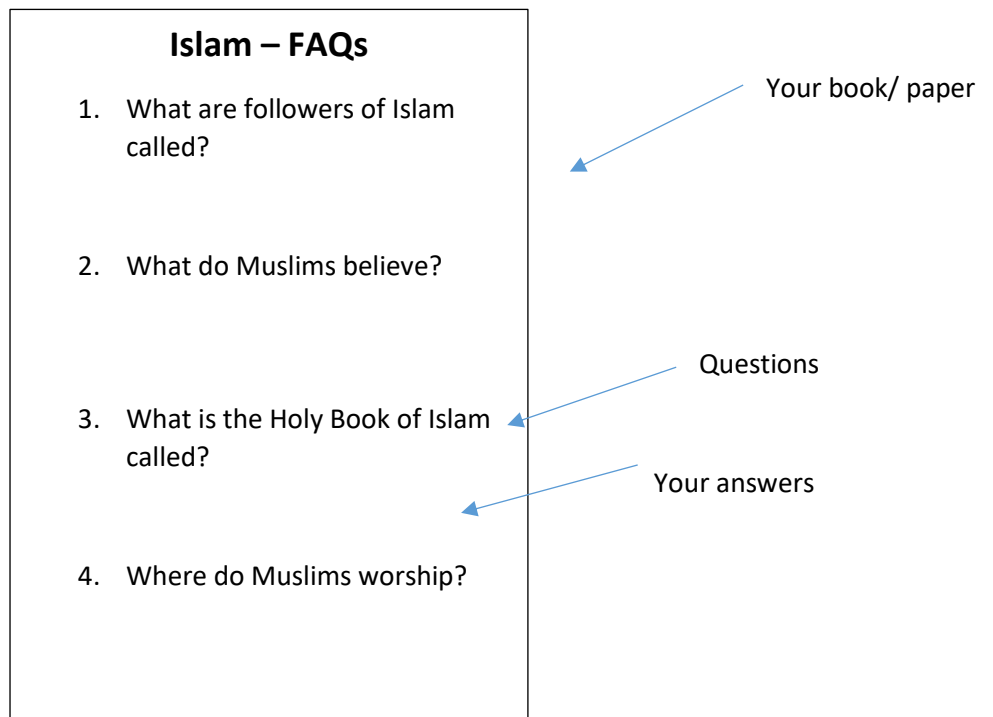 Islam – FAQs
1. What are followers of Islam
called?
2. What do Muslims believe?
3. What is the Holy Book of Islam
called?
4. Where do Muslims worship?
Your book/ paper
Questions
Your answers